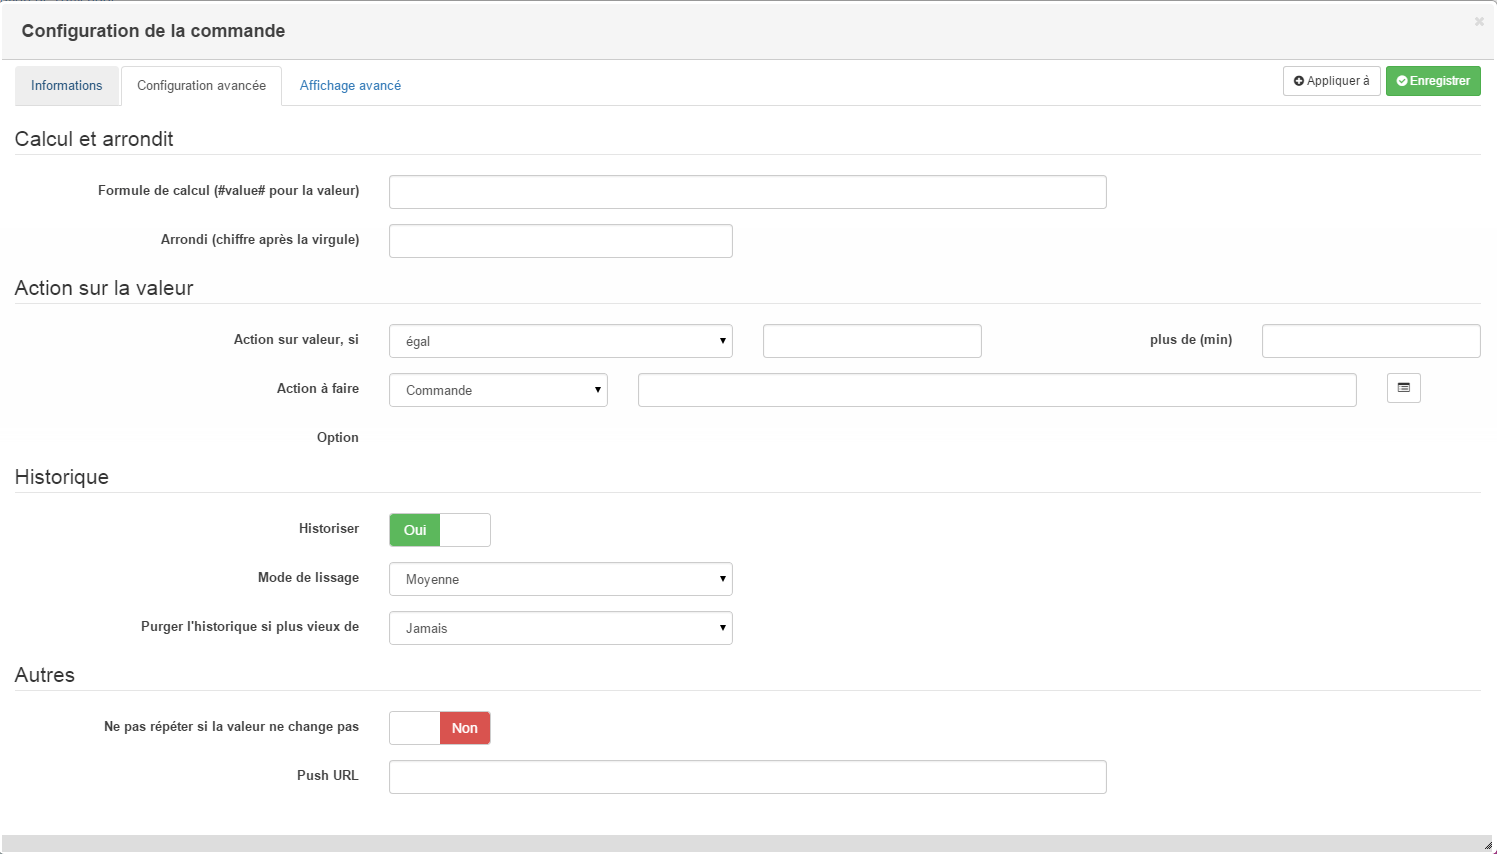 Configuration de la commande
Informations
Configuration avancée
Affichage avancé
Appliquer à
Enregistrer
Calcul et arrondit
Formule de calcul (#value# pour la valeur)
Arrondi (chiffre après la virgule)
Action sur la valeur
Action sur valeur, si
égal
plus de (min)
Action à faire
Commande
Option
Historique
Historiser
Oui
Mode de lissage
Moyenne
Purger l'historique si plus vieux de
Jamais
Autres
Ne pas répéter si la valeur ne change pas
Non
Push URL